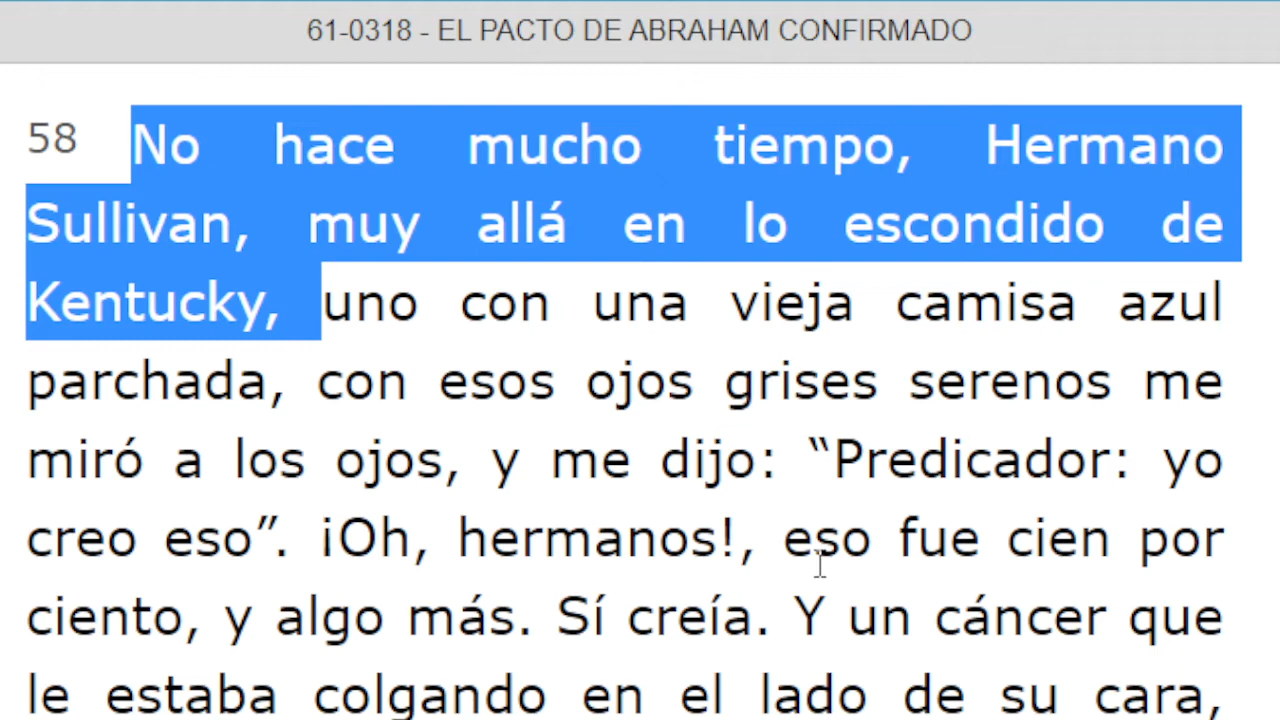 61-0318 - EL PACTO DE ABRAHAM CONFIRMADO
58 No hace mucho tiempo, Hermano
Sullivan, muy allá en lo escondido de
Kentucky, uno con una vieja camisa azul
parchada, con esos ojos grises serenos me
miró a los ojos, y me dijo: “Predicador: yo
creo eso”. ¡Oh, hermanos!, eso fue cien por
ciento, y algo más. Sí creía. Y un cáncer que
le estaba colgando en el lado de su cara,